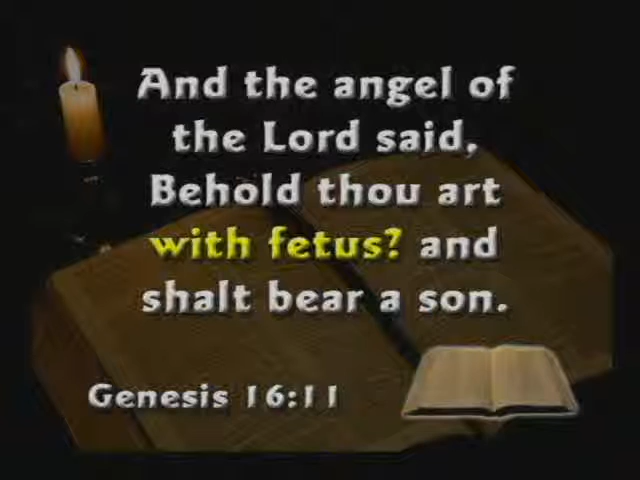 And the angel of
the Lord said,
Behold thou art
with fetus? and
shalt bear a son.
Genesis 16:11